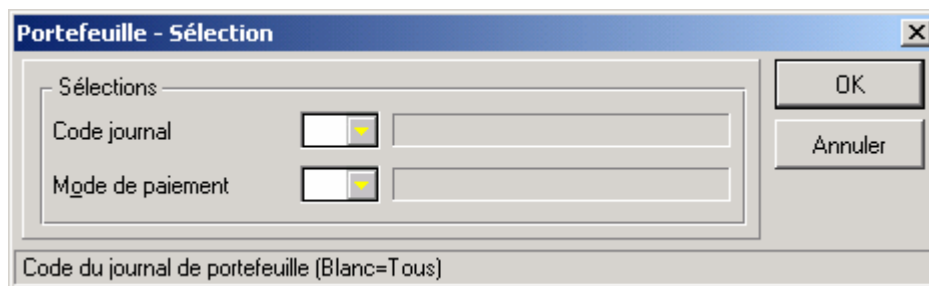 Portefeuille - Sélection
Sélections
OK
Code journal
Annuler
Mode de paiement
Code du journal de portefeuille (Blanc=Tous)